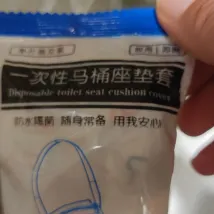 一次性马桶座垫套
Disposable toilet seat cushion cover
防水隔菌 随身常备 用我安心